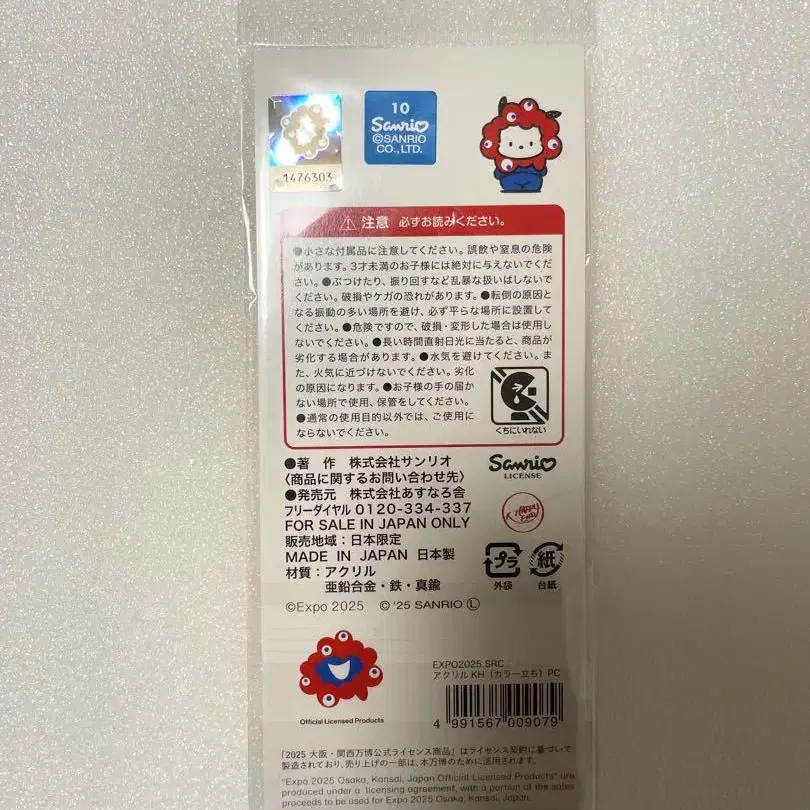 10
Sanrio
©SANRIO
CO.,LTD.
1476303
注意 必ずお読みください。
●小さな付属品に注意してください。誤飲や窒息の危険
があります。3才未満のお子様には絶対に与えないでくだ
さい。●ぶつけたり、振り回すなど乱暴な扱いはしないでく
ださい。破損やケガの恐れがあります。●転倒の原因と
なる振動の多い場所を避け、必ず平らな場所に設置して
ください。●危険ですので、破損・変形した場合は使用し
ないでください。●長い時間直射日光に当たると、商品が
劣化する場合があります。●水気を避けてください。ま
た、火気に近づけないでください。劣化
の原因になります。●お子様の手の届か
ない場所で使用、保管をしてください。
●通常の使用目的以外では、ご使用に
ならないでください。
くちにいれない
●著 作 株式会社サンリオ
〈商品に関するお問い合わせ先〉
●発売元 株式会社あすなろ舎
フリーダイヤル 0120-334-337
FOR SALE IN JAPAN ONLY
販売地域：日本限定
MADE IN JAPAN 日本製
材質：アクリル
亜鉛合金・鉄・真鍮
Sanrio
LICENSE
プラ
外袋
紙
台紙
©Expo 2025 © '25 SANRIO Ⓛ
Official Licensed Products
EXPO2025 SRC
アクリルKH（カラー立ち）PC
4 991567 009079
「2025 大阪・関西万博公式ライセンス商品」はライセンス契約に基づいて
製造されており、売り上げの一部は、本万博のために活用されます。
"Expo 2025 Osaka, Kansai, Japan Official Licensed Products" are
produced under a licensing agreement, with a portion of the sales
proceeds to be used for Expo 2025 Osaka, Kansai, Japan.